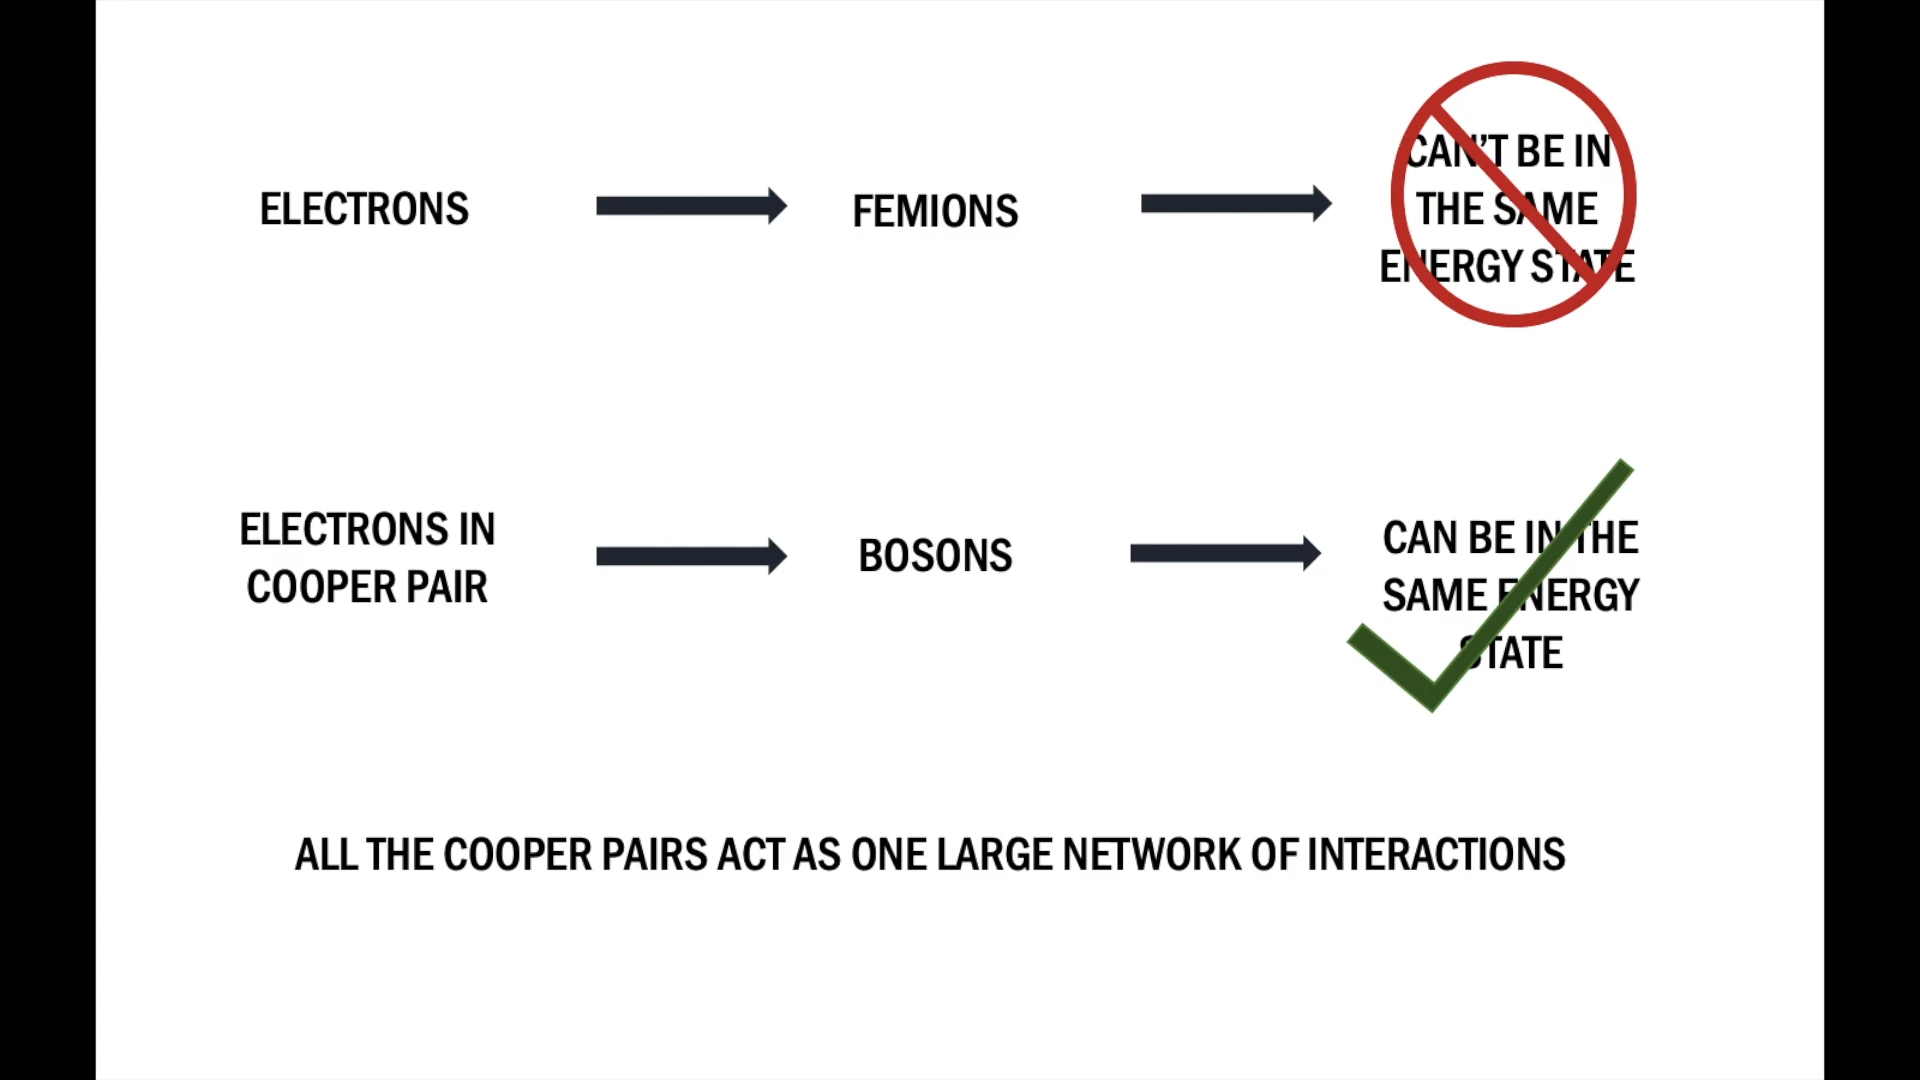 ELECTRONS
FEMIONS
CAN'T BE IN
THE SAME
ENERGY STATE
ELECTRONS IN
COOPER PAIR
BOSONS
CAN BE IN THE
SAME ENERGY
STATE
ALL THE COOPER PAIRS ACT AS ONE LARGE NETWORK OF INTERACTIONS